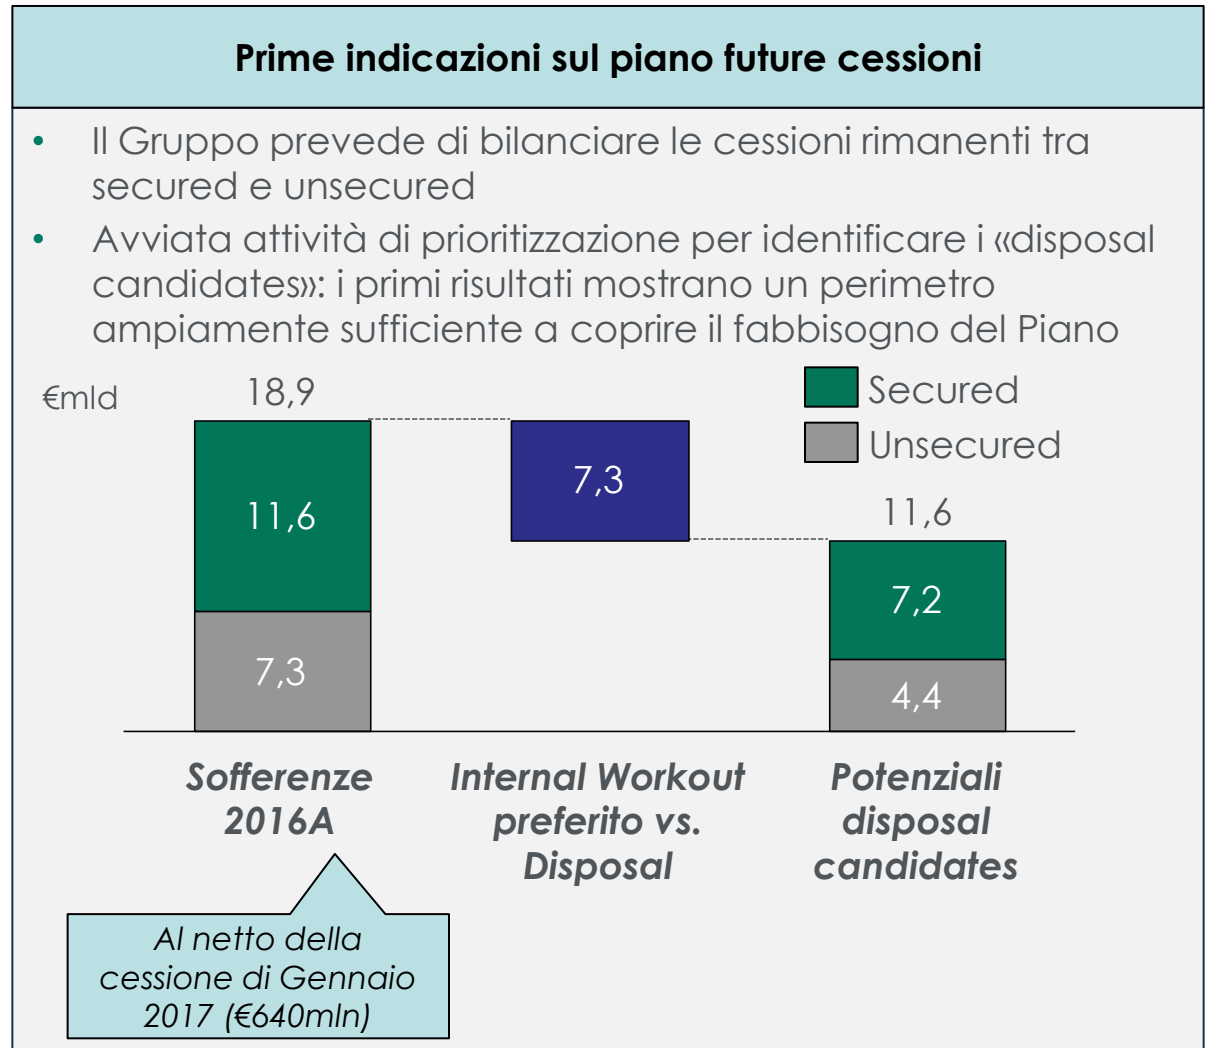 Prime indicazioni sul piano future cessioni
• Il Gruppo prevede di bilanciare le cessioni rimanenti tra
secured e unsecured
• Avviata attività di prioritizzazione per identificare i «disposal
candidates»: i primi risultati mostrano un perimetro
ampiamente sufficiente a coprire il fabbisogno del Piano
€mld
18,9
Secured
Unsecured
11,6
7,3
7,3
11,6
7,2
4,4
Sofferenze
2016A
Internal Workout
preferito vs.
Disposal
Potenziali
disposal
candidates
Al netto della
cessione di Gennaio
2017 (€640mln)